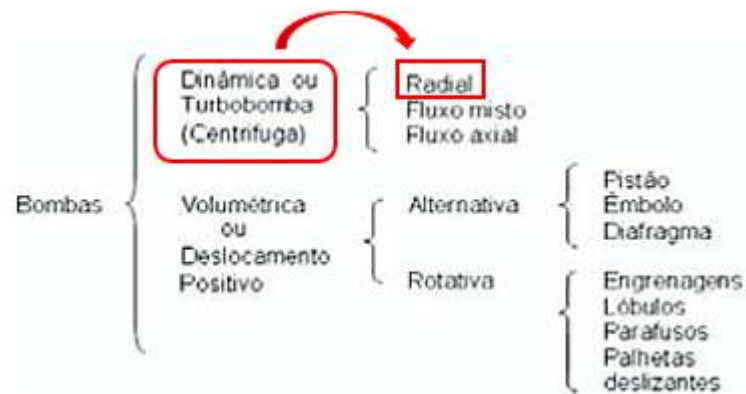 Dinâmica ou
Turbobomba
(Centrifuga)
Radial
Fluxo misto
Fluxo axial
Bombas
Volumétrica
ou
Deslocamento
Positivo
Alternativa
Pistão
Êmbolo
Diafragma
Rotativa
Engrenagens
Lóbulos
Parafusos
Palhetas
deslizantes